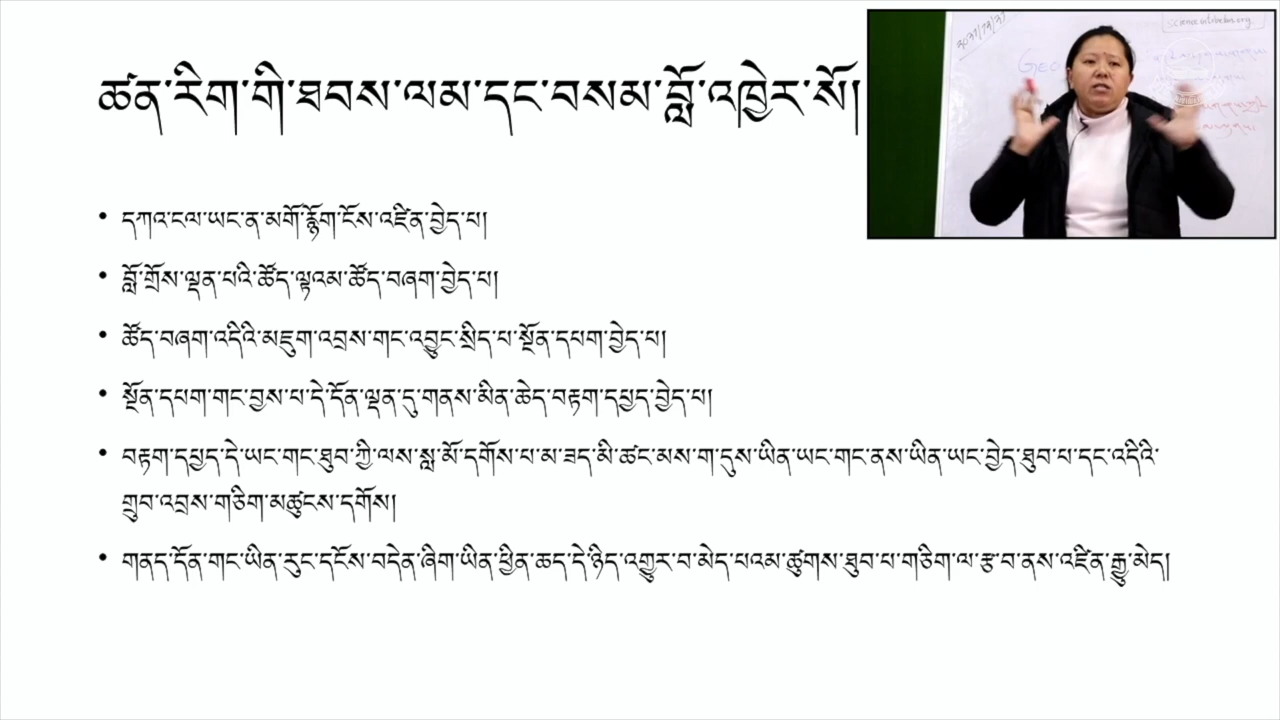 ཚན་རིག་གི་ཐབས་ལམ་དང་བསམ་བློ་འཁྱེར་སོ།
• དཀའ་ངལ་ཡང་ན་མགོ་རྙོག་ངོས་འཛིན་བྱེད་པ།
• བློ་གྲོས་ལྡན་པའི་ཚོད་ལྟའམ་ཚོད་བཞག་བྱེད་པ།
• ཚོད་བཞག་འདིའི་མཇུག་འབྲས་གང་འབྱུང་སྲིད་པ་སྔོན་དཔག་བྱེད་པ།
• སྔོན་དཔག་གང་བྱས་པ་དེ་དོན་ལྡན་དུ་གནས་མིན་ཆེད་བརྟག་དཔྱད་བྱེད་པ།
• བརྟག་དཔྱད་དེ་ཡང་གང་ཐུབ་ཀྱི་ལས་སླ་མོ་དགོས་པ་མ་ཟད་མི་ཚང་མས་ག་དུས་ཡིན་ཡང་གང་ནས་ཡིན་ཡང་བྱེད་ཐུབ་པ་དང་འདིའི་
གྲུབ་འབྲས་གཅིག་མཚུངས་དགོས།
• གནད་དོན་གང་ཡིན་རུང་དངོས་བདེན་ཞིག་ཡིན་ཕྱིན་ཆད་དེ་ཉིད་འགྱུར་བ་མེད་པའམ་ཚུགས་ཐུབ་པ་གཅིག་ལ་རྩ་བ་ནས་འཛིན་རྒྱུ་མེད།